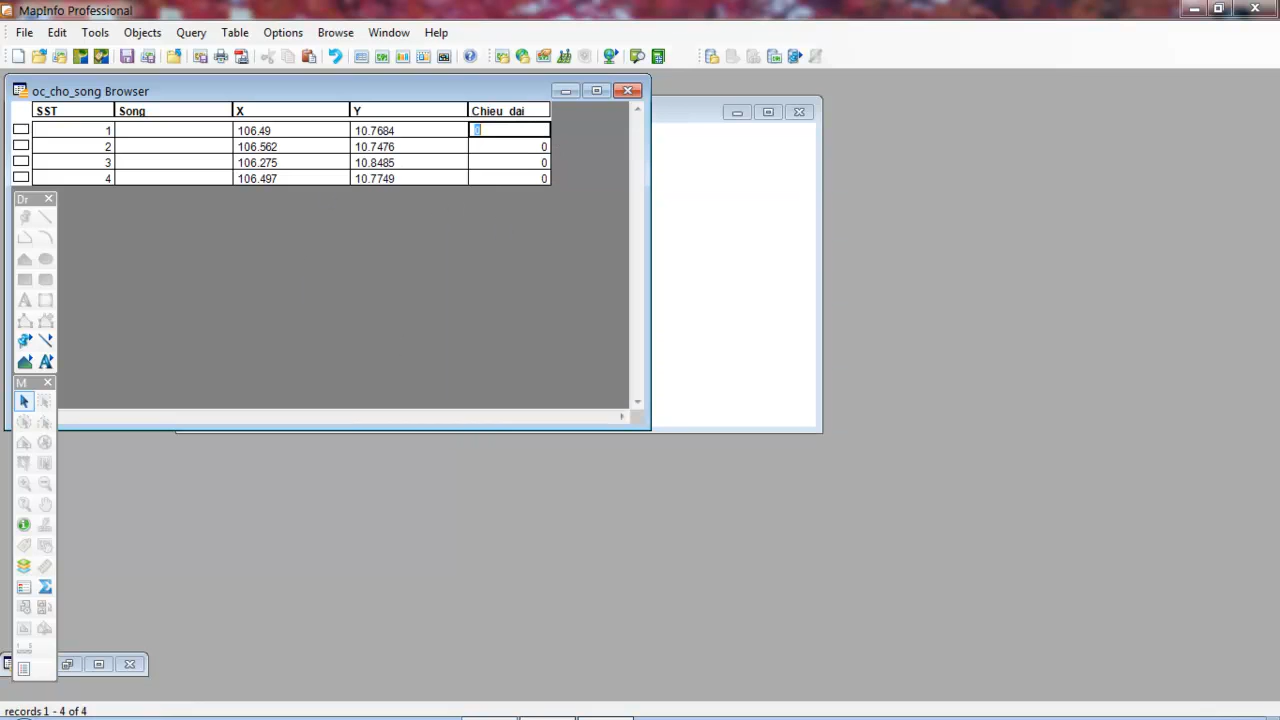 MapInfo Professional
File Edit Tools Objects Query Table Options Browse Window Help
oc_cho_song Browser
SST Song X Y Chieu_dai
1 106.49 10.7684 0
2 106.562 10.7476 0
3 106.275 10.8485 0
4 106.497 10.7749 0
Dr
M
records 1 - 4 of 4